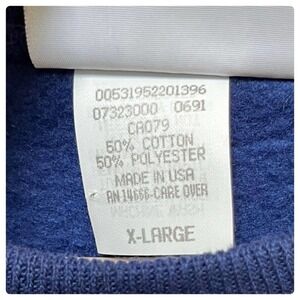 00531952201396
07323000 0691
CA079
50% COTTON
50% POLYESTER
MADE IN USA
RN 14666-CARE OVER
X-LARGE